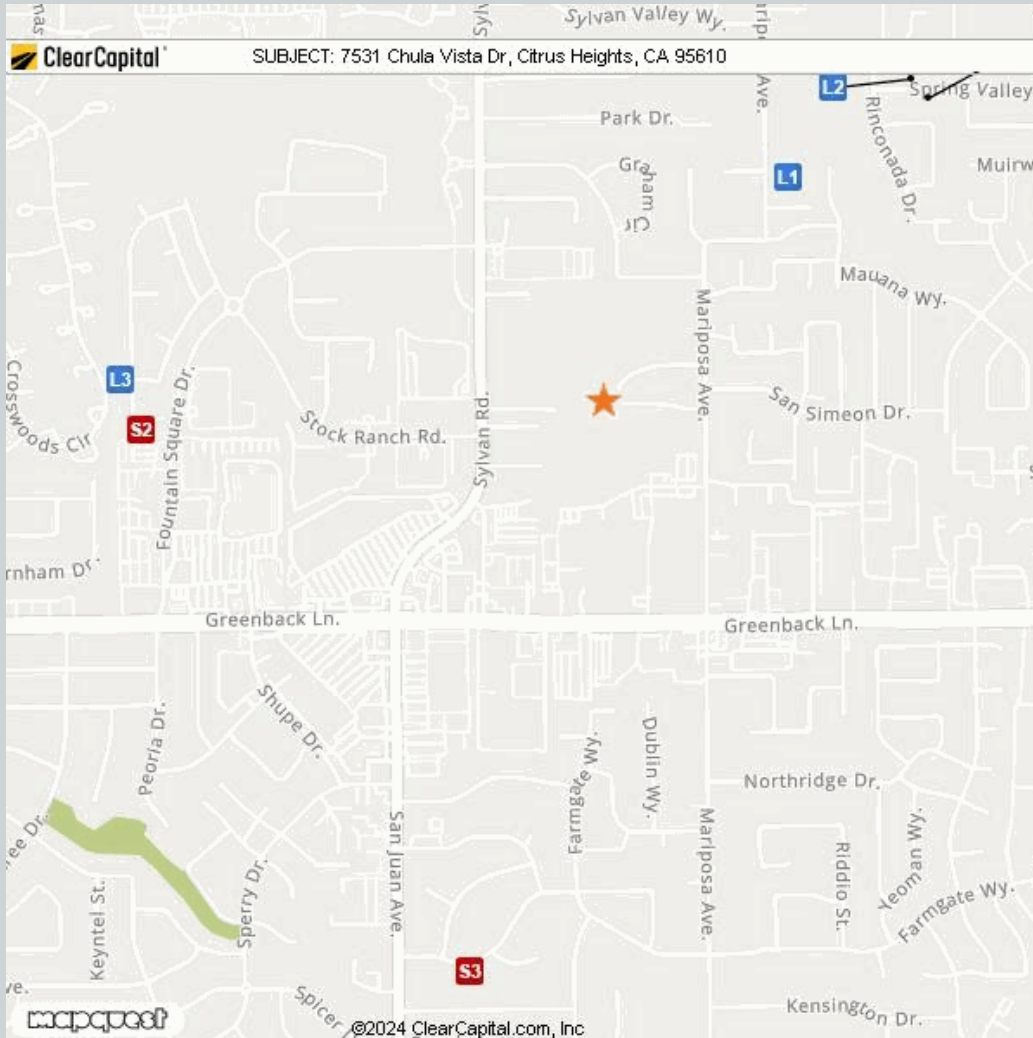 Sylvan Valley Wy.
ClearCapital
SUBJECT: 7531 Chula Vista Dr, Citrus Heights, CA 95610
Ave.
L2
Spring Valley
Park Dr.
Rinconada Dr.
Graham Cir
L1
Mauana Wy.
Mariposa Ave.
L3
Crosswoods Clr
S2
Fountain Square Dr.
Stock Ranch Rd.
Sylvan Rd.
San Simeon Dr.
Greenback Ln.
Greenback Ln.
Shupe Dr.
Peoria Dr.
Farmgate Wy.
Dublin Wy.
Northridge Dr.
San Juan Ave.
Mariposa Ave.
Riddio St.
Yeoman Wy.
Farmgate Wy.
Keyntel St.
Sperry Dr.
S3
Spicer
Kensington Dr.
mapquest
©2024 ClearCapital.com, Inc